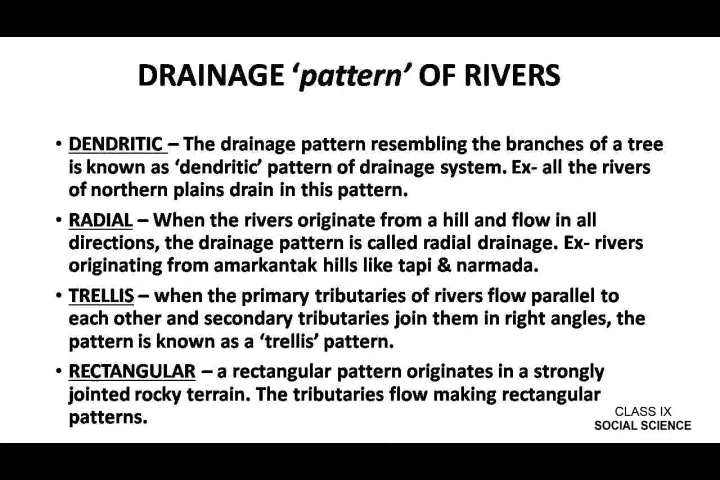 DRAINAGE ‘pattern’ OF RIVERS
• DENDRITIC – The drainage pattern resembling the branches of a tree
is known as ‘dendritic’ pattern of drainage system. Ex- all the rivers
of northern plains drain in this pattern.
• RADIAL – When the rivers originate from a hill and flow in all
directions, the drainage pattern is called radial drainage. Ex- rivers
originating from amarkantak hills like tapi & narmada.
• TRELLIS – when the primary tributaries of rivers flow parallel to
each other and secondary tributaries join them in right angles, the
pattern is known as a ‘trellis’ pattern.
• RECTANGULAR – a rectangular pattern originates in a strongly
jointed rocky terrain. The tributaries flow making rectangular
patterns.
CLASS IX
SOCIAL SCIENCE